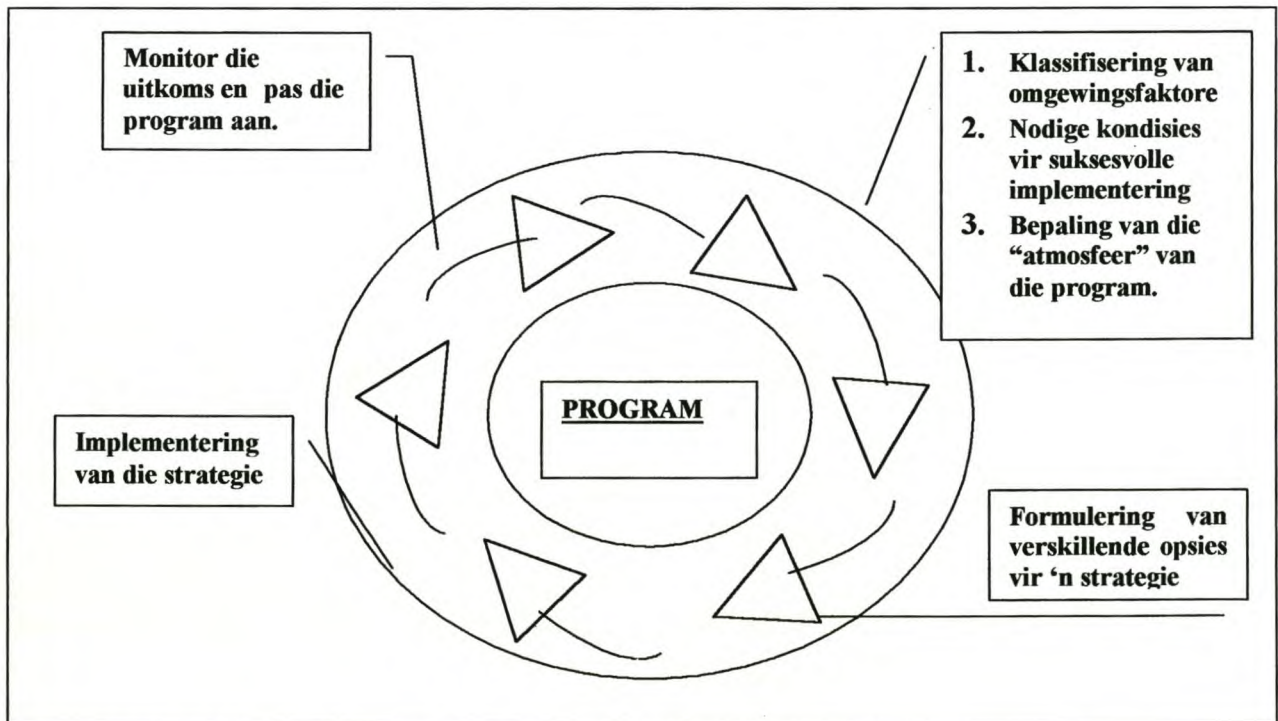 Monitor die
uitkoms en pas die
program aan.
1. Klassifisering van
omgewingsfaktore
2. Nodige kondisies
vir suksesvolle
implementering
3. Bepaling van die
“atmosfeer” van
die program.
PROGRAM
Implementering
van die strategie
Formulering van
verskillende opsies
vir ‘n strategie